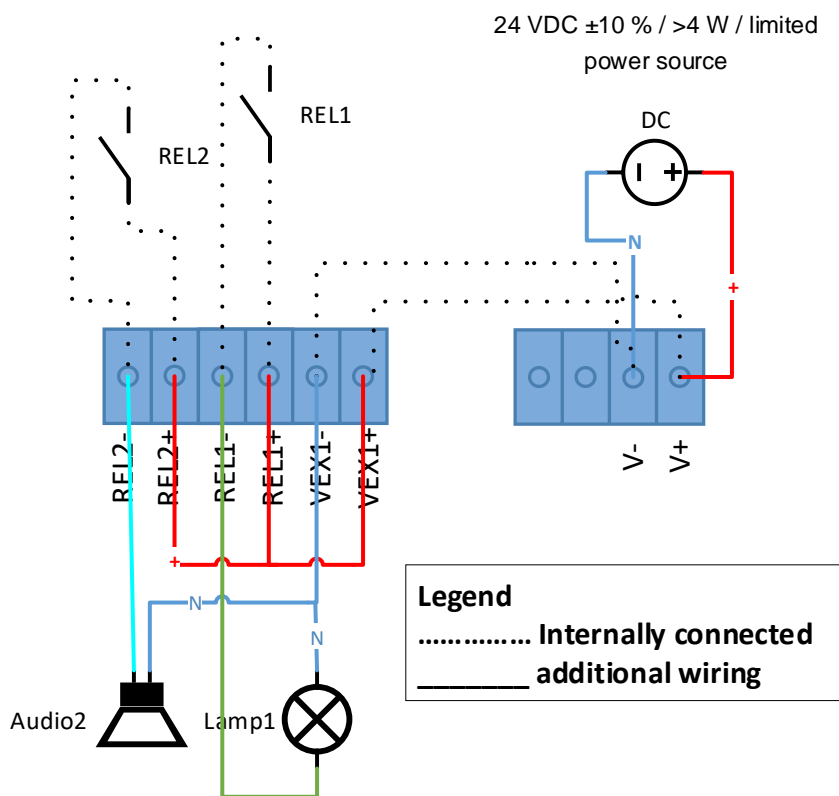 24 VDC ±10 % / >4 W / limited
power source
DC
REL1
REL2
- +
N
+
REL2-
REL2+
REL1-
REL1+
VEX1-
VEX1+
V-
V+
+
N
N
Legend
............... Internally connected
_______ additional wiring
Audio2
Lamp1